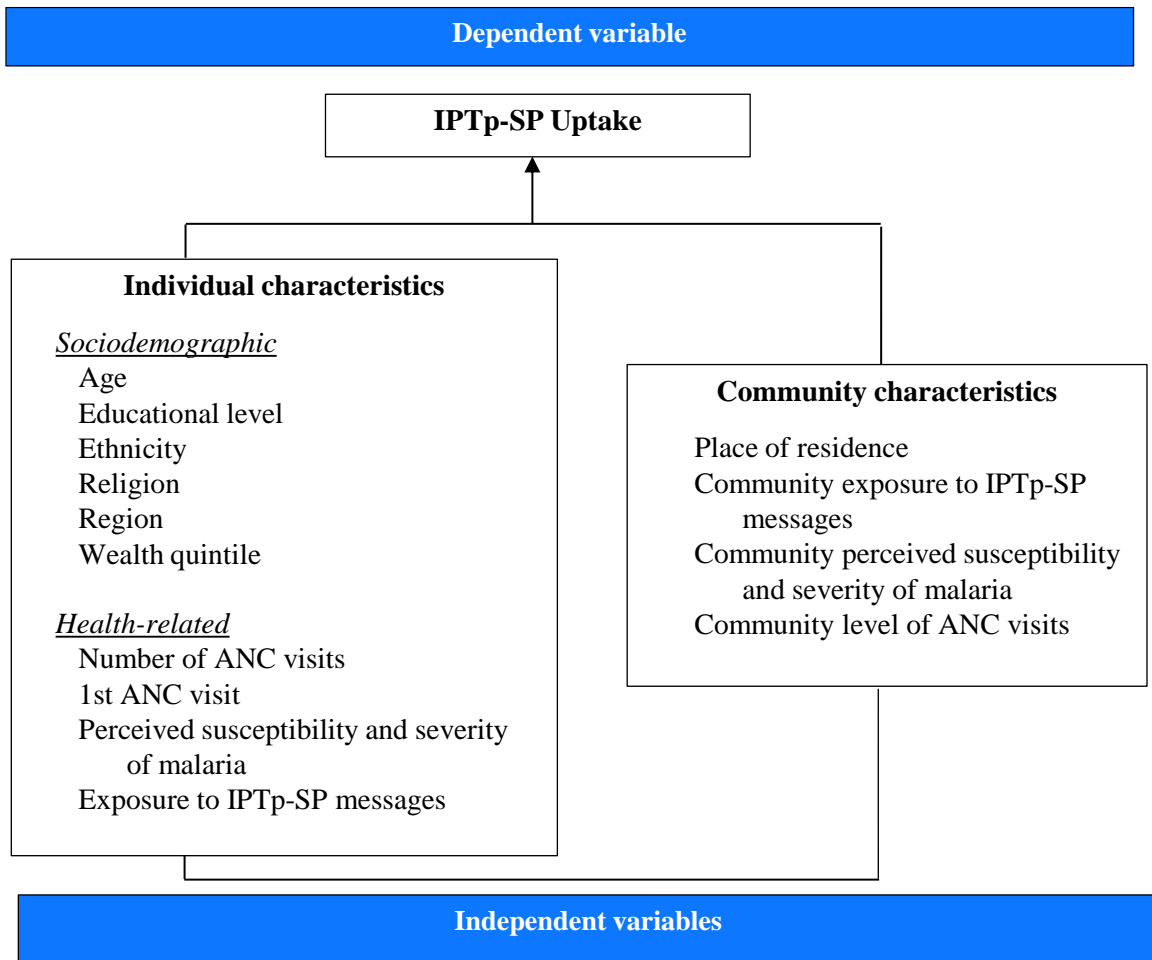 Dependent variable
IPTp-SP Uptake
Individual characteristics
Sociodemographic
Age
Educational level
Ethnicity
Religion
Region
Wealth quintile
Health-related
Number of ANC visits
1st ANC visit
Perceived susceptibility and severity
of malaria
Exposure to IPTp-SP messages
Community characteristics
Place of residence
Community exposure to IPTp-SP
messages
Community perceived susceptibility
and severity of malaria
Community level of ANC visits
Independent variables